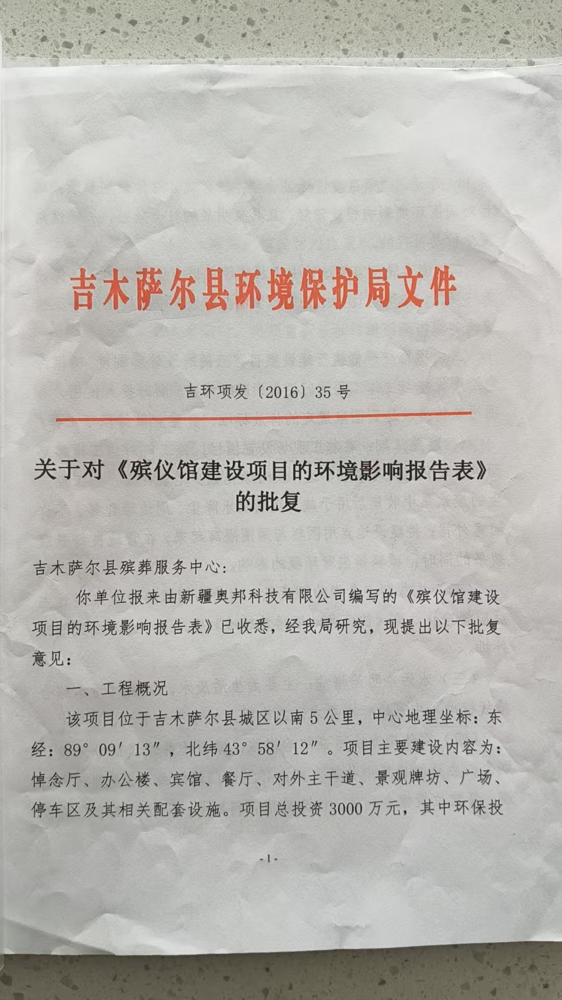 吉木萨尔县环境保护局文件
吉环项发〔2016〕35号
关于对《殡仪馆建设项目的环境影响报告表》
的批复
吉木萨尔县殡葬服务中心:
你单位报来由新疆奥邦科技有限公司编写的《殡仪馆建设
项目的环境影响报告表》已收悉，经我局研究，现提出以下批复
意见：
一、工程概况
该项目位于吉木萨尔县城区以南5公里，中心地理坐标：东
经：89°09′13″，北纬43°58′12″。项目主要建设内容为：
悼念厅、办公楼、宾馆、餐厅、对外主干道、景观牌坊、广场、
停车区及其相关配套设施。项目总投资3000万元，其中环保投
-1-